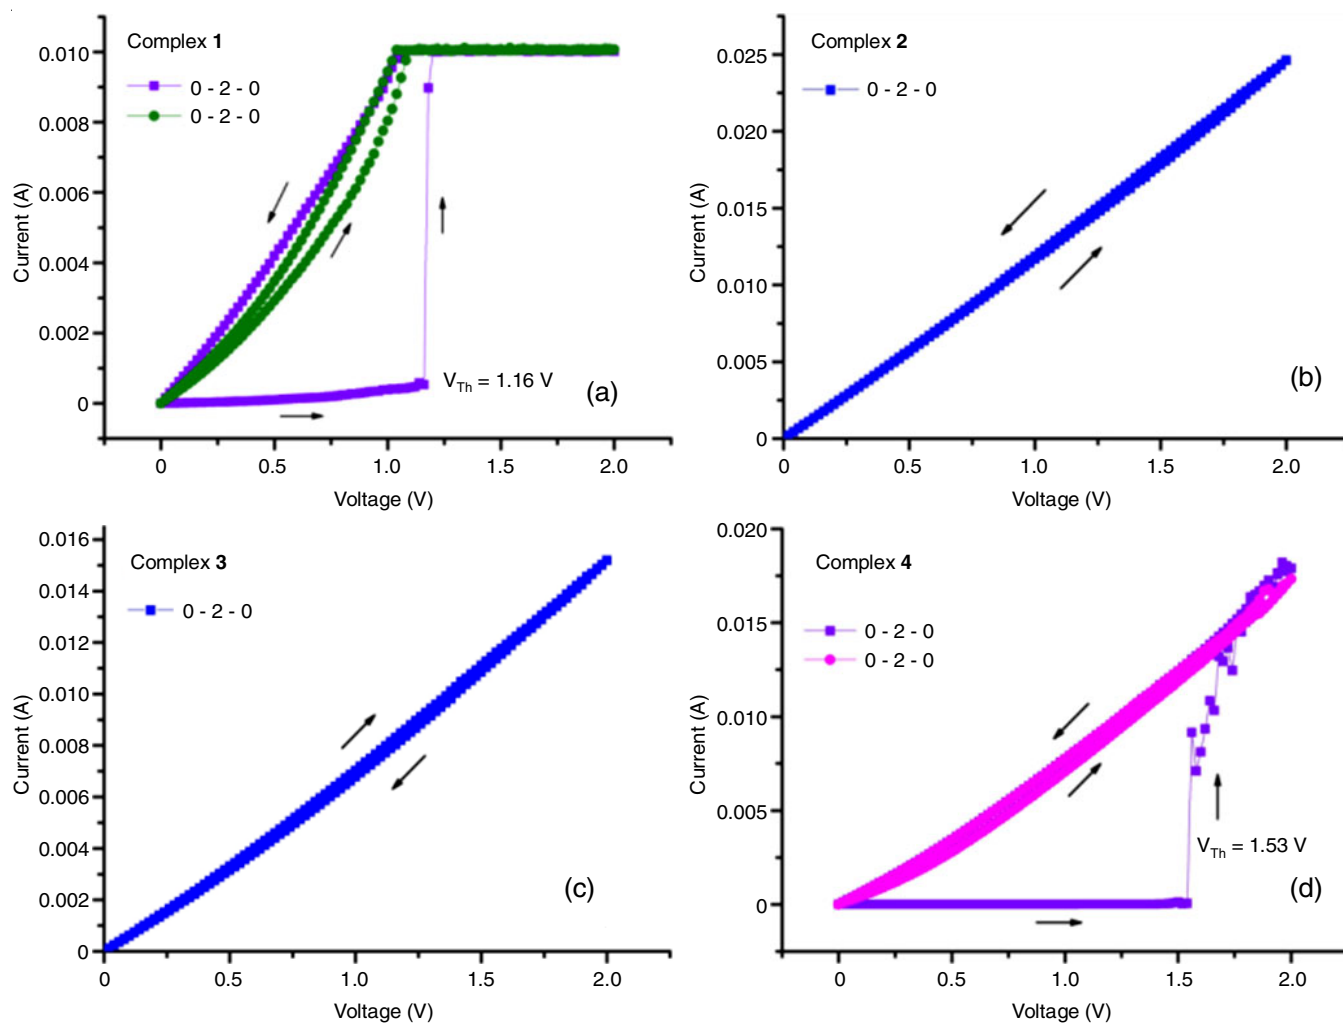 Complex 1
0 - 2 - 0
0 - 2 - 0
0.010
0.008
0.006
0.004
0.002
0
Current (A)
V_Th = 1.16 V
(a)
0 0.5 1.0 1.5 2.0
Voltage (V)
Complex 2
0 - 2 - 0
0.025
0.020
0.015
0.010
0.005
0
Current (A)
(b)
0 0.5 1.0 1.5 2.0
Voltage (V)
Complex 3
0 - 2 - 0
0.016
0.014
0.012
0.010
0.008
0.006
0.004
0.002
0
Current (A)
(c)
0 0.5 1.0 1.5 2.0
Voltage (V)
Complex 4
0 - 2 - 0
0 - 2 - 0
0.020
0.015
0.010
0.005
0
Current (A)
V_Th = 1.53 V
(d)
0 0.5 1.0 1.5 2.0
Voltage (V)